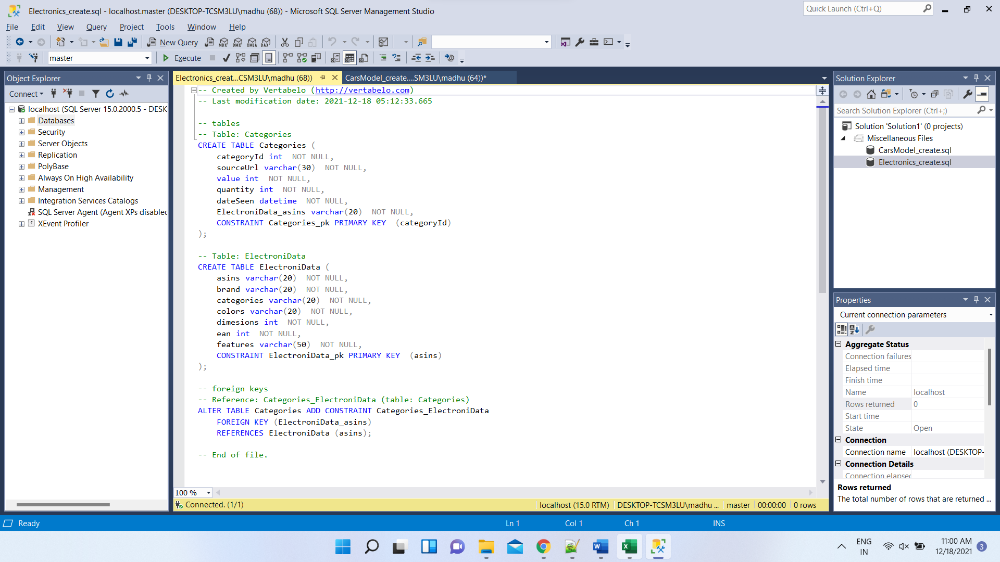 Electronics_create.sql - localhost.master (DESKTOP-TCSM3LU\madhu (68)) - Microsoft SQL Server Management Studio
Quick Launch (Ctrl+Q)
File Edit View Query Project Tools Window Help
New Query
MDX DMX XMLA DAX
master
Execute
Object Explorer
Connect
localhost (SQL Server 15.0.2000.5 - DESK
Databases
Security
Server Objects
Replication
PolyBase
Always On High Availability
Management
Integration Services Catalogs
SQL Server Agent (Agent XPs disabled
XEvent Profiler
Electronics_creat...CSM3LU\madhu (68))
CarsModel_create....SM3LU\madhu (64))*
-- Created by Vertabelo (http://vertabelo.com)
-- Last modification date: 2021-12-18 05:12:33.665
-- tables
-- Table: Categories
CREATE TABLE Categories (
categoryId int  NOT NULL,
sourceUrl varchar(30)  NOT NULL,
value int  NOT NULL,
quantity int  NOT NULL,
dateSeen datetime  NOT NULL,
ElectroniData_asins varchar(20)  NOT NULL,
CONSTRAINT Categories_pk PRIMARY KEY  (categoryId)
);
-- Table: ElectroniData
CREATE TABLE ElectroniData (
asins varchar(20)  NOT NULL,
brand varchar(20)  NOT NULL,
categories varchar(20)  NOT NULL,
colors varchar(20)  NOT NULL,
dimesions int  NOT NULL,
ean int  NOT NULL,
features varchar(50)  NOT NULL,
CONSTRAINT ElectroniData_pk PRIMARY KEY  (asins)
);
-- foreign keys
-- Reference: Categories_ElectroniData (table: Categories)
ALTER TABLE Categories ADD CONSTRAINT Categories_ElectroniData
FOREIGN KEY (ElectroniData_asins)
REFERENCES ElectroniData (asins);
-- End of file.
100 %
Connected. (1/1)
localhost (15.0 RTM) DESKTOP-TCSM3LU\madhu ... master 00:00:00 0 rows
Solution Explorer
Search Solution Explorer (Ctrl+;)
Solution 'Solution1' (0 projects)
Miscellaneous Files
CarsModel_create.sql
Electronics_create.sql
Properties
Current connection parameters
Aggregate Status
Connection failures
Elapsed time
Finish time
Name localhost
Rows returned 0
Start time
State Open
Connection
Connection name localhost (DESKTOP-
Connection Details
Connection elapsed
Rows returned
The total number of rows that are returned ...
Ready
Ln 1 Col 1 Ch 1 INS
ENG
IN
11:00 AM
12/18/2021
3